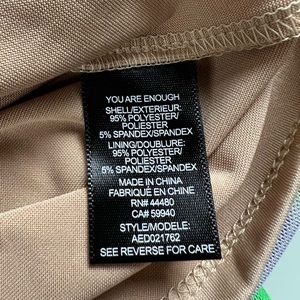 YOU ARE ENOUGH
SHELL/EXTERIEUR:
95% POLYESTER/
POLIESTER
5% SPANDEX/SPANDEX
LINING/DOUBLURE:
95% POLYESTER/
POLIESTER
5% SPANDEX/SPANDEX
MADE IN CHINA
FABRIQUÉ EN CHINE
RN# 44480
CA# 59940
STYLE/MODELE:
AED021762
SEE REVERSE FOR CARE